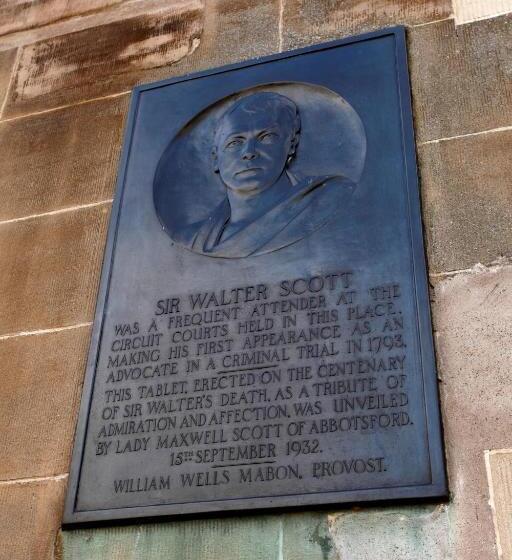 SIR WALTER SCOTT
WAS A FREQUENT ATTENDER AT THE
CIRCUIT COURTS HELD IN THIS PLACE,
MAKING HIS FIRST APPEARANCE AS AN
ADVOCATE IN A CRIMINAL TRIAL IN 1793.
THIS TABLET, ERECTED ON THE CENTENARY
OF SIR WALTER'S DEATH, AS A TRIBUTE OF
ADMIRATION AND AFFECTION, WAS UNVEILED
BY LADY MAXWELL SCOTT OF ABBOTSFORD.
15TH SEPTEMBER 1932.
WILLIAM WELLS MABON, PROVOST.